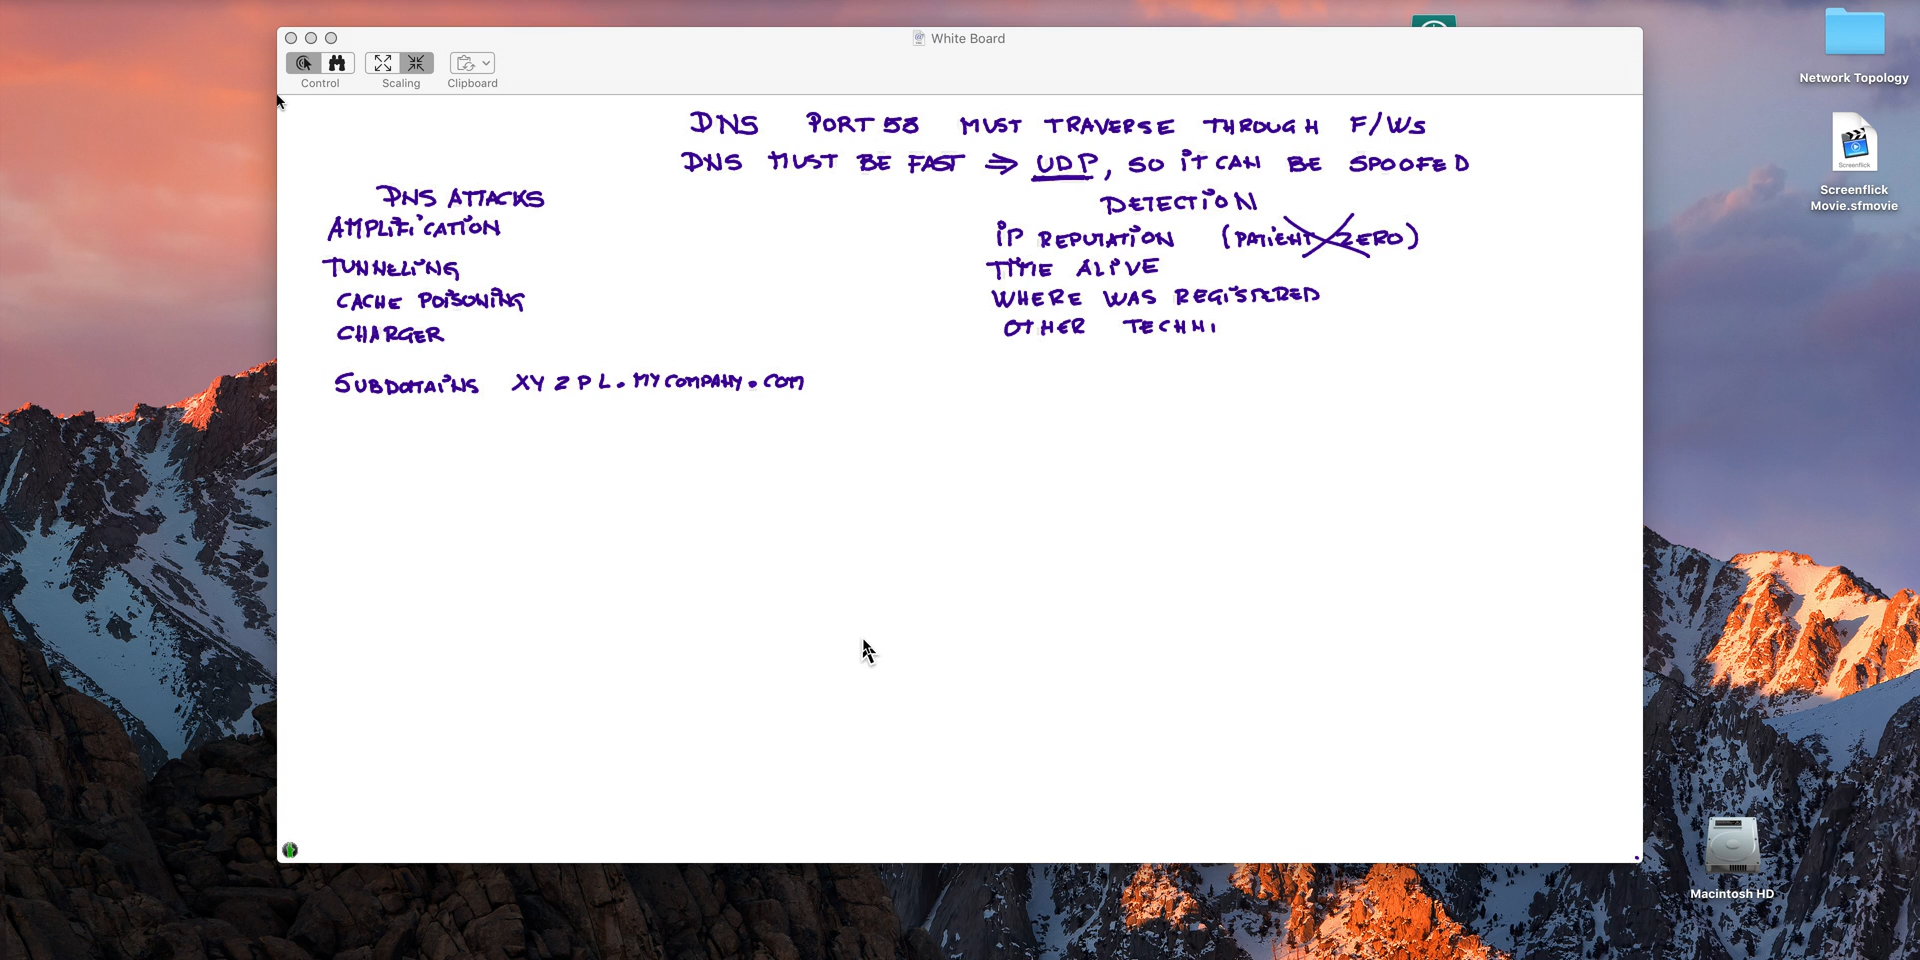 White Board
Control
Scaling
Clipboard
DNS PORT 53 MUST TRAVERSE THROUGH F/WS
DNS MUST BE FAST ⇒ UDP, SO IT CAN BE SPOOFED
DNS ATTACKS
AMPLIFICATION
TUNNELING
CACHE POISONING
CHARGER
SUBDOMAINS XYZPL.MYCOMPANY.COM
DETECTION
IP REPUTATION (PATIENT ZERO)
TIME ALIVE
WHERE WAS REGISTERED
OTHER TECHNI
Network Topology
Screenflick
Screenflick
Movie.sfmovie
Macintosh HD